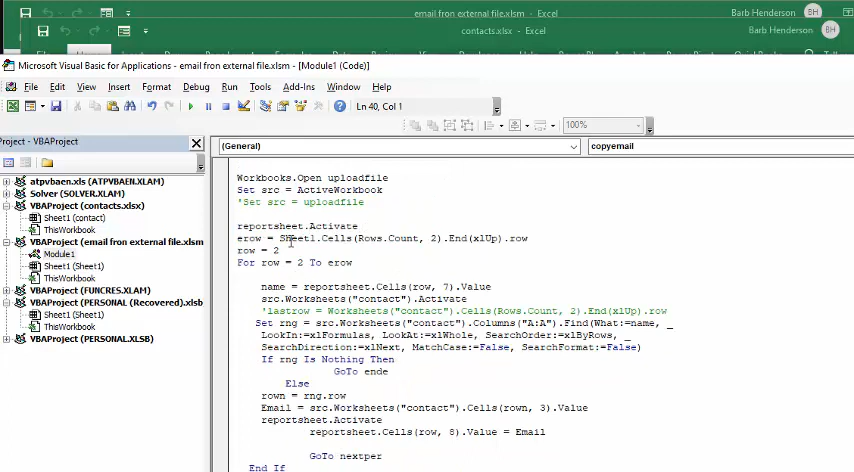 email fron external file.xlsm - Excel
Barb Henderson
BH
contacts.xlsx - Excel
Barb Henderson
BH
Microsoft Visual Basic for Applications - email fron external file.xlsm - [Module1 (Code)]
File Edit View Insert Format Debug Run Tools Add-Ins Window Help
Ln 40, Col 1
100%
Project - VBAProject
(General)
copyemail
atpvbaen.xls (ATPVBAEN.XLAM)
Solver (SOLVER.XLAM)
VBAProject (contacts.xlsx)
Sheet1 (contact)
ThisWorkbook
VBAProject (email fron external file.xlsm
Module1
Sheet1 (Sheet1)
ThisWorkbook
VBAProject (FUNCRES.XLAM)
VBAProject (PERSONAL (Recovered).xlsb
Sheet1 (Sheet1)
ThisWorkbook
VBAProject (PERSONAL.XLSB)
Workbooks.Open uploadfile
Set src = ActiveWorkbook
'Set src = uploadfile
reportsheet.Activate
erow = Sheet1.Cells(Rows.Count, 2).End(xlUp).row
row = 2
For row = 2 To erow
name = reportsheet.Cells(row, 7).Value
src.Worksheets("contact").Activate
'lastrow = Worksheets("contact").Cells(Rows.Count, 2).End(xlUp).row
Set rng = src.Worksheets("contact").Columns("A:A").Find(What:=name, _
LookIn:=xlFormulas, LookAt:=xlWhole, SearchOrder:=xlByRows, _
SearchDirection:=xlNext, MatchCase:=False, SearchFormat:=False)
If rng Is Nothing Then
GoTo ende
Else
rown = rng.row
Email = src.Worksheets("contact").Cells(rown, 3).Value
reportsheet.Activate
reportsheet.Cells(row, 8).Value = Email
GoTo nextper
End If